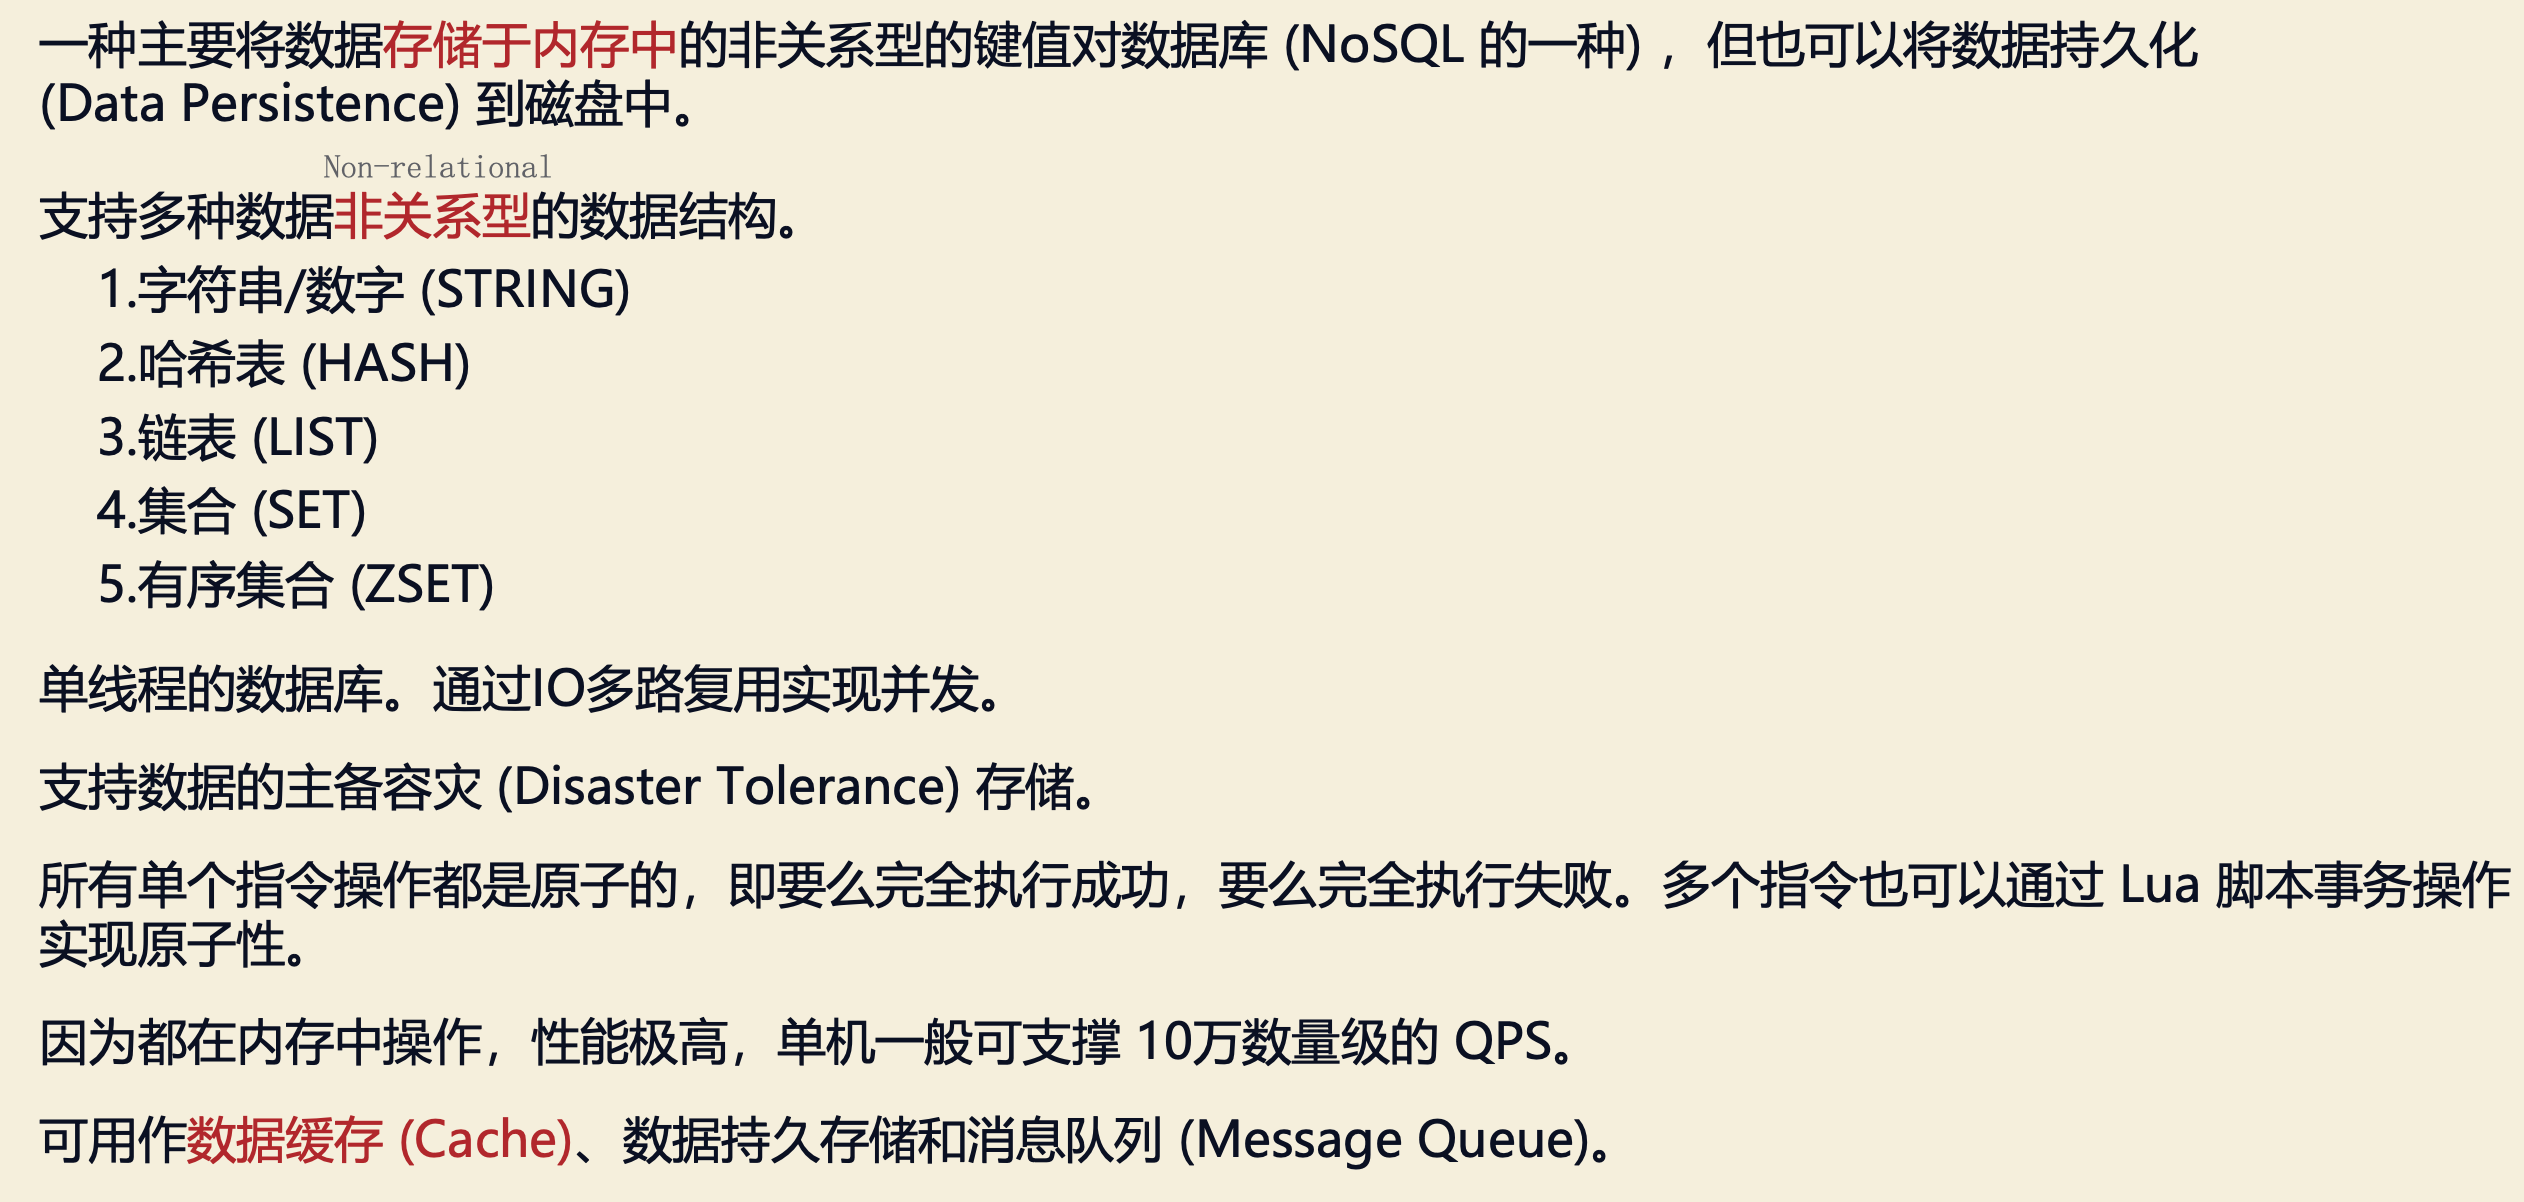 一种主要将数据存储于内存中的非关系型的键值对数据库 (NoSQL 的一种) ，但也可以将数据持久化
(Data Persistence) 到磁盘中。
Non-relational
支持多种数据非关系型的数据结构。
1.字符串/数字 (STRING)
2.哈希表 (HASH)
3.链表 (LIST)
4.集合 (SET)
5.有序集合 (ZSET)
单线程的数据库。通过IO多路复用实现并发。
支持数据的主备容灾 (Disaster Tolerance) 存储。
所有单个指令操作都是原子的，即要么完全执行成功，要么完全执行失败。多个指令也可以通过 Lua 脚本事务操作
实现原子性。
因为都在内存中操作，性能极高，单机一般可支撑 10万数量级的 QPS。
可用作数据缓存 (Cache)、数据持久存储和消息队列 (Message Queue)。